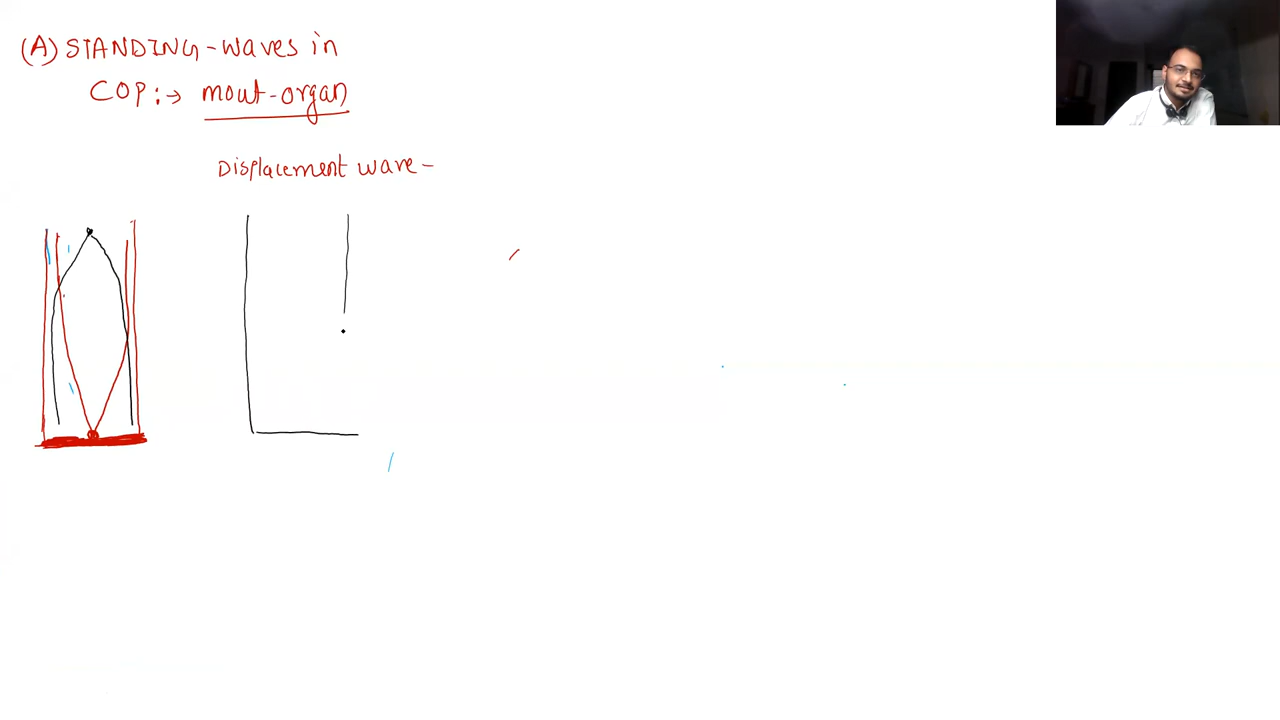 (A) STANDING-waves in
COP:→ mout-organ
Displacement wave-